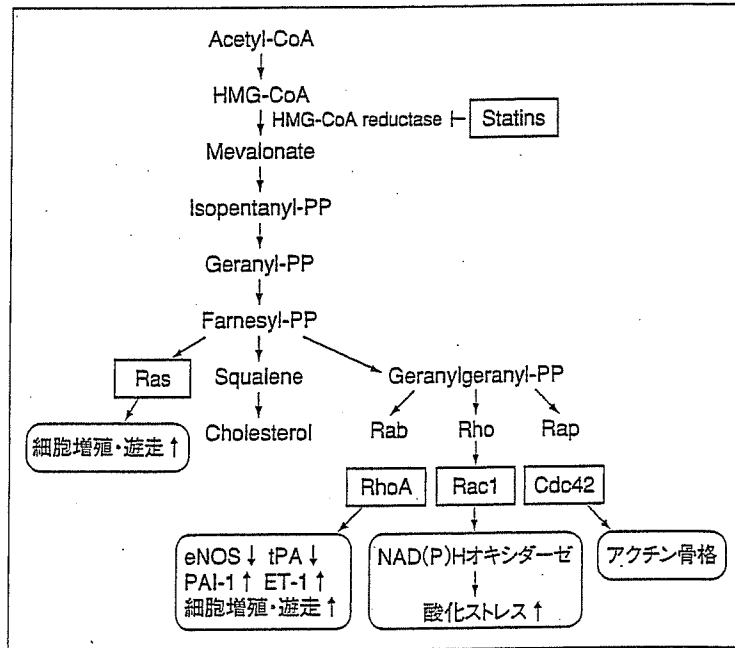 Acetyl-CoA
HMG-CoA
HMG-CoA reductase
Statins
Mevalonate
Isopentanyl-PP
Geranyl-PP
Farnesyl-PP
Ras
Squalene
Geranylgeranyl-PP
細胞増殖・遊走↑
Cholesterol
Rab
Rho
Rap
RhoA
Rac1
Cdc42
eNOS↓ tPA↓
PAI-1↑ ET-1↑
細胞増殖・遊走↑
NAD(P)Hオキシダーゼ
酸化ストレス↑
アクチン骨格